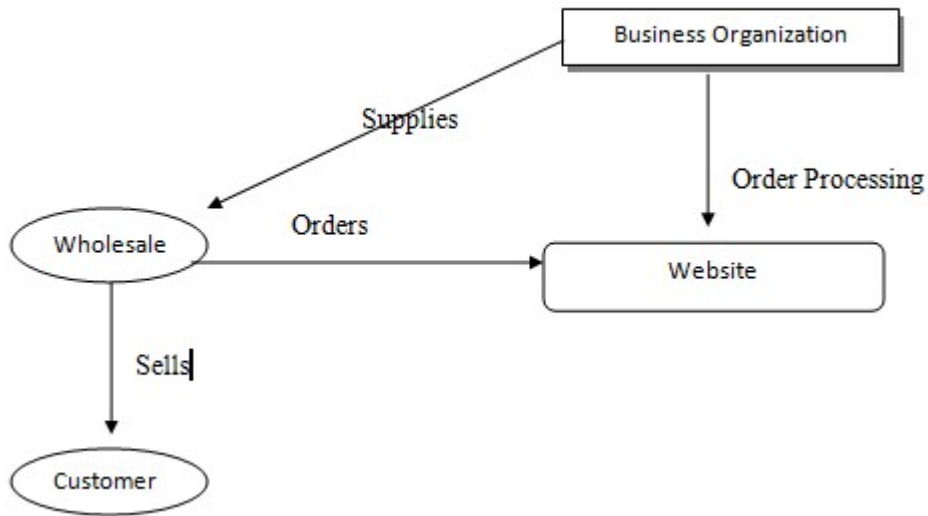 Business Organization
Supplies
Order Processing
Orders
Wholesale
Website
Sells
Customer